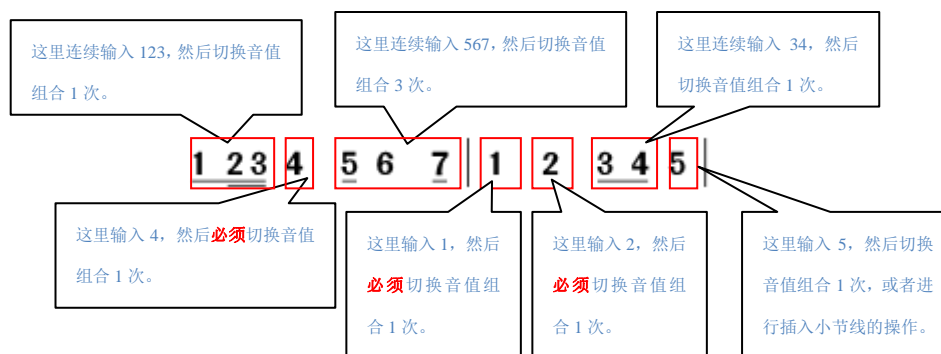 这里连续输入 123，然后切换音值
组合 1 次。
这里连续输入 567，然后切换音值
组合 3 次。
这里连续输入 34，然后
切换音值组合 1 次。
1 23 4 5 6 7 | 1 2 3 4 5 |
这里输入 4，然后必须切换音值
组合 1 次。
这里输入 1，然后
必须切换音值组
合 1 次。
这里输入 2，然后
必须切换音值组
合 1 次。
这里输入 5，然后切换
音值组合 1 次，或者进
行插入小节线的操作。